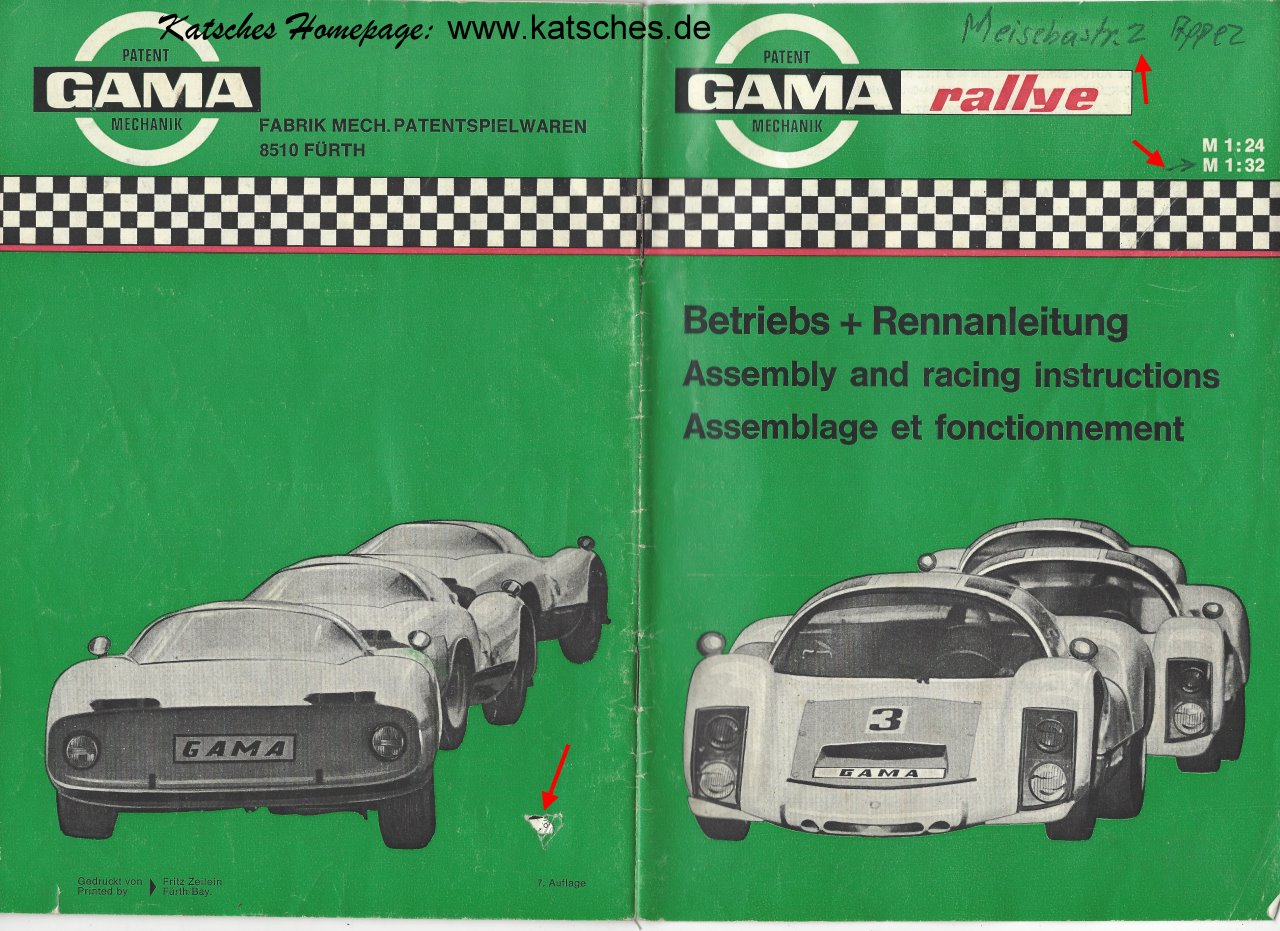 Katsches Homepage: www.katsches.de
PATENT
GAMA
MECHANIK
FABRIK MECH. PATENTSPIELWAREN
8510 FÜRTH
Gedruckt von
Printed by
Fritz Zeilein
Fürth Bay.
7. Auflage
GAMA
2
PATENT
GAMA rallye
MECHANIK
M 1:24
M 1:32
Betriebs + Rennanleitung
Assembly and racing instructions
Assemblage et fonctionnement
3
GAMA